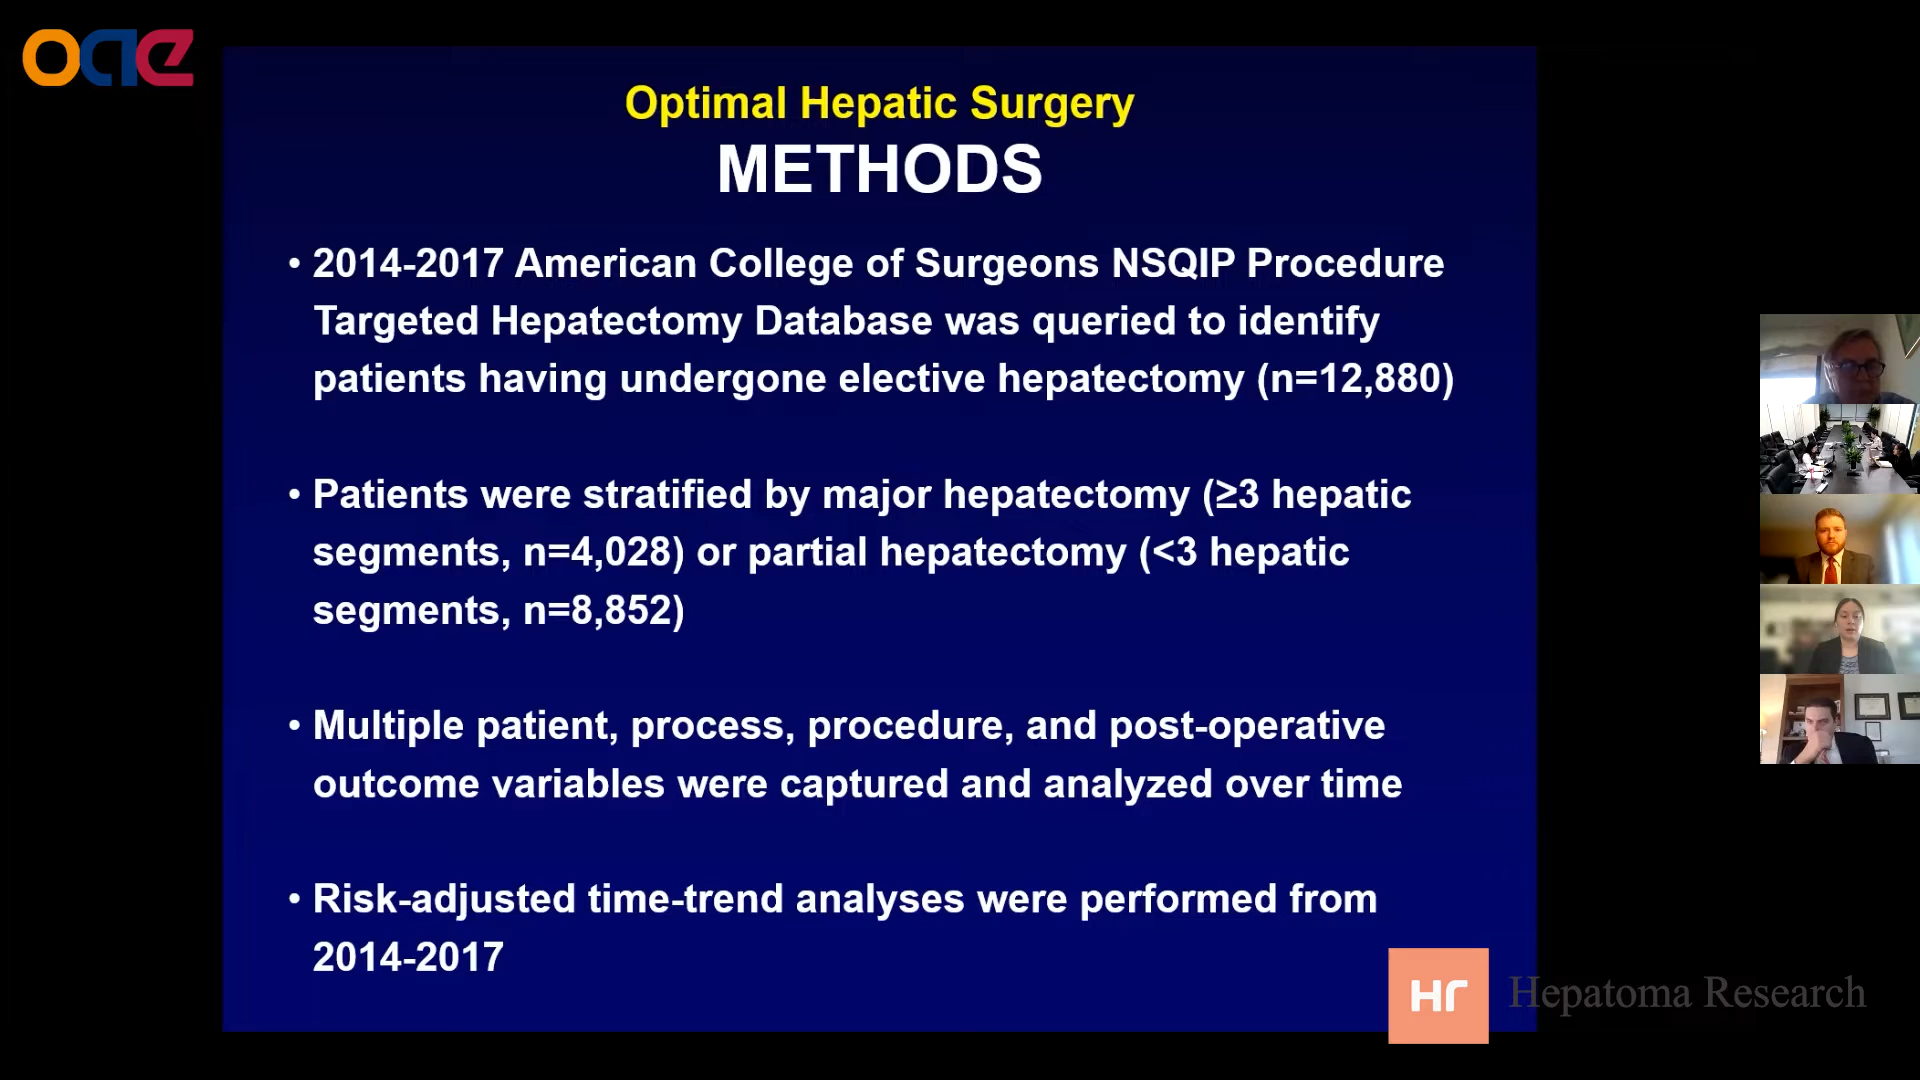 oae
Optimal Hepatic Surgery
METHODS
• 2014-2017 American College of Surgeons NSQIP Procedure
Targeted Hepatectomy Database was queried to identify
patients having undergone elective hepatectomy (n=12,880)
• Patients were stratified by major hepatectomy (≥3 hepatic
segments, n=4,028) or partial hepatectomy (<3 hepatic
segments, n=8,852)
• Multiple patient, process, procedure, and post-operative
outcome variables were captured and analyzed over time
• Risk-adjusted time-trend analyses were performed from
2014-2017
Hr Hepatoma Research